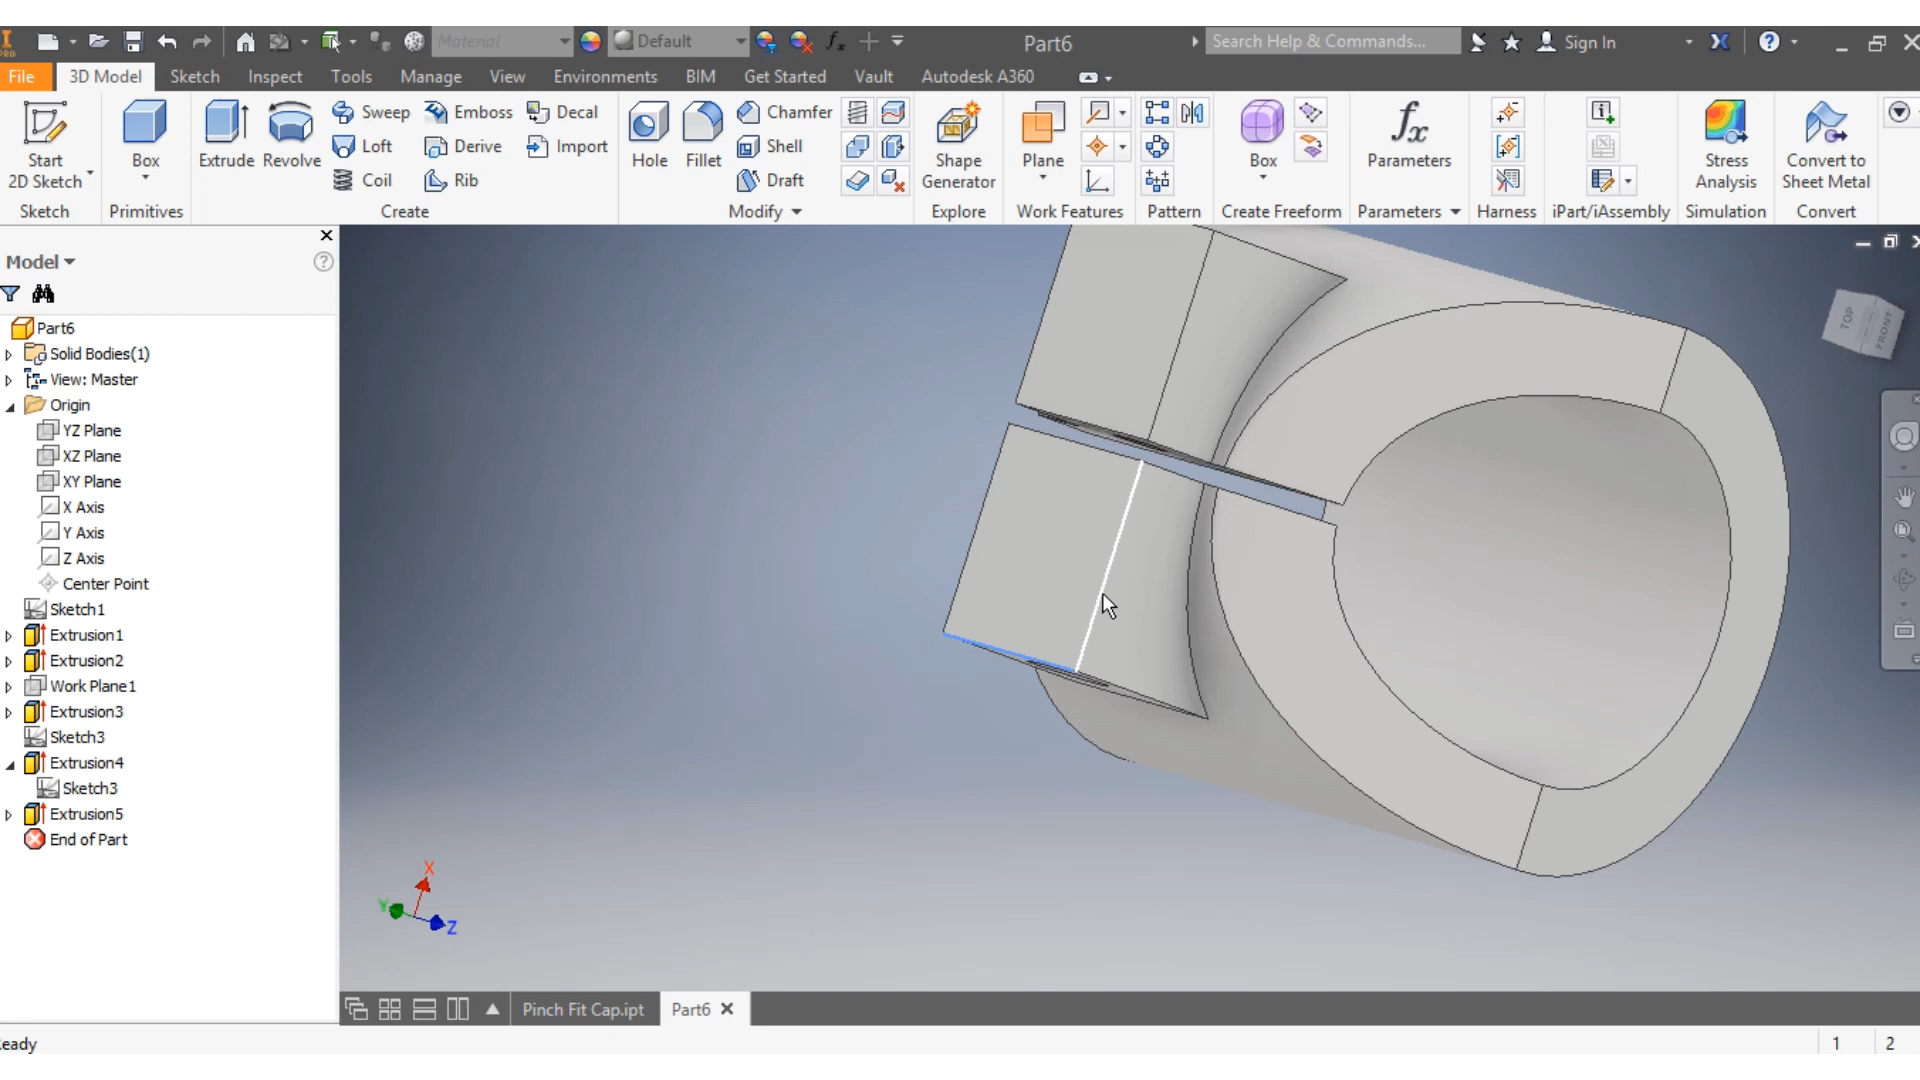 PRO
Material
Default
Part6
Search Help & Commands...
Sign In
File
3D Model
Sketch
Inspect
Tools
Manage
View
Environments
BIM
Get Started
Vault
Autodesk A360
Start
2D Sketch
Box
Extrude
Revolve
Sweep
Loft
Coil
Emboss
Derive
Rib
Decal
Import
Hole
Fillet
Chamfer
Shell
Draft
Shape
Generator
Plane
Box
fx
Parameters
Stress
Analysis
Convert to
Sheet Metal
Sketch
Primitives
Create
Modify
Explore
Work Features
Pattern
Create Freeform
Parameters
Harness
iPart/iAssembly
Simulation
Convert
Model
Part6
Solid Bodies(1)
View: Master
Origin
YZ Plane
XZ Plane
XY Plane
X Axis
Y Axis
Z Axis
Center Point
Sketch1
Extrusion1
Extrusion2
Work Plane1
Extrusion3
Sketch3
Extrusion4
Sketch3
Extrusion5
End of Part
TOP
FRONT
X
Y
Z
Pinch Fit Cap.ipt
Part6
eady
1
2